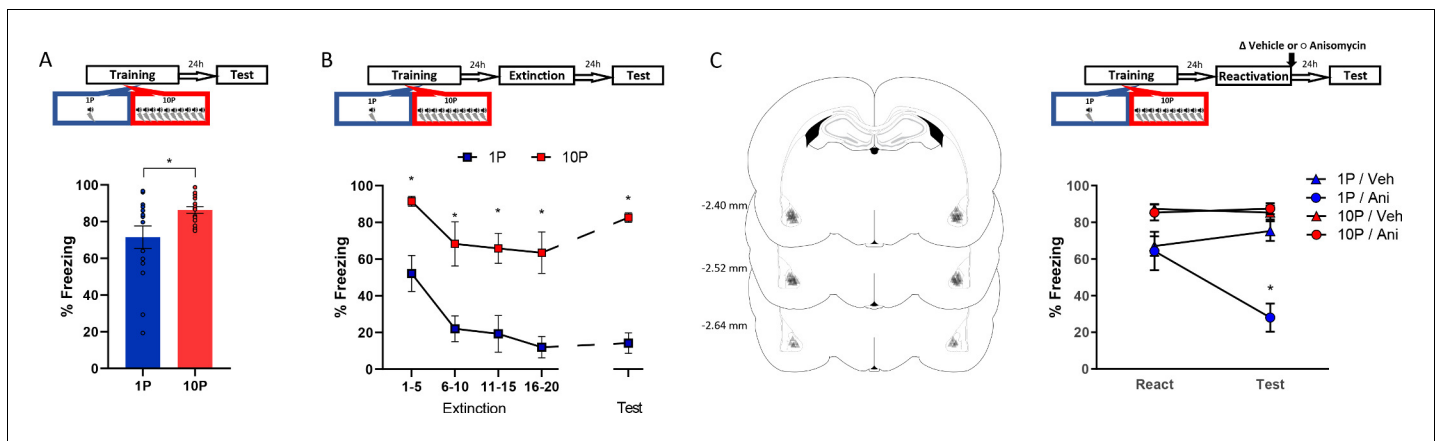 A
24h
Training
Test
1P
10P
*
% Freezing
100
80
60
40
20
0
1P
10P
B
24h
24h
Training
Extinction
Test
1P
10P
1P
10P
*
*
*
*
*
% Freezing
100
80
60
40
20
0
1-5
6-10
11-15
16-20
Extinction
Test
C
-2.40 mm
-2.52 mm
-2.64 mm
Δ Vehicle or ○ Anisomycin
24h
24h
Training
Reactivation
Test
1P
10P
% Freezing
100
80
60
40
20
0
*
React
Test
1P / Veh
1P / Ani
10P / Veh
10P / Ani